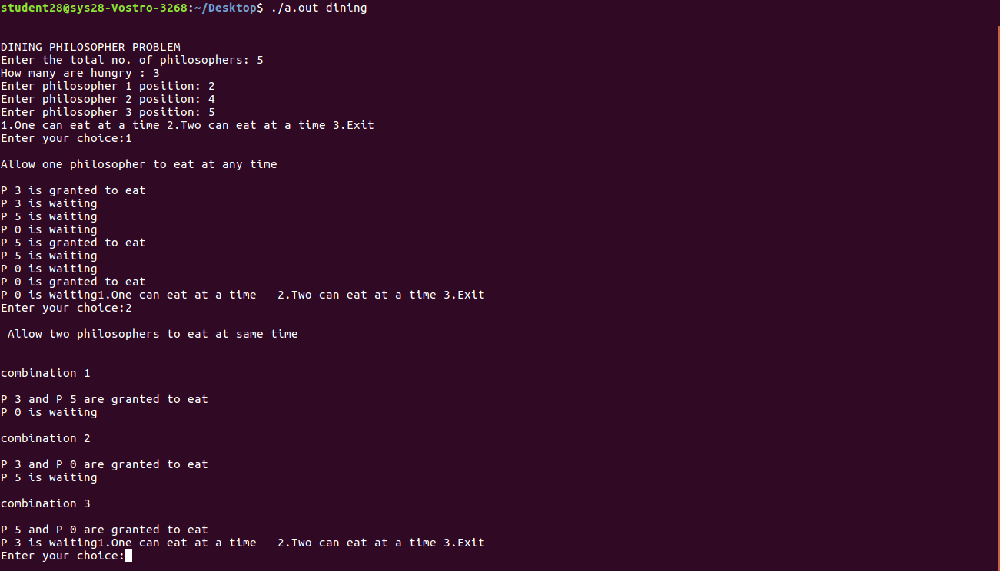 student28@sys28-Vostro-3268:~/Desktop$ ./a.out dining
DINING PHILOSOPHER PROBLEM
Enter the total no. of philosophers: 5
How many are hungry : 3
Enter philosopher 1 position: 2
Enter philosopher 2 position: 4
Enter philosopher 3 position: 5
1.One can eat at a time 2.Two can eat at a time 3.Exit
Enter your choice:1
Allow one philosopher to eat at any time
P 3 is granted to eat
P 3 is waiting
P 5 is waiting
P 0 is waiting
P 5 is granted to eat
P 5 is waiting
P 0 is waiting
P 0 is granted to eat
P 0 is waiting1.One can eat at a time   2.Two can eat at a time 3.Exit
Enter your choice:2
Allow two philosophers to eat at same time
combination 1
P 3 and P 5 are granted to eat
P 0 is waiting
combination 2
P 3 and P 0 are granted to eat
P 5 is waiting
combination 3
P 5 and P 0 are granted to eat
P 3 is waiting1.One can eat at a time   2.Two can eat at a time 3.Exit
Enter your choice: